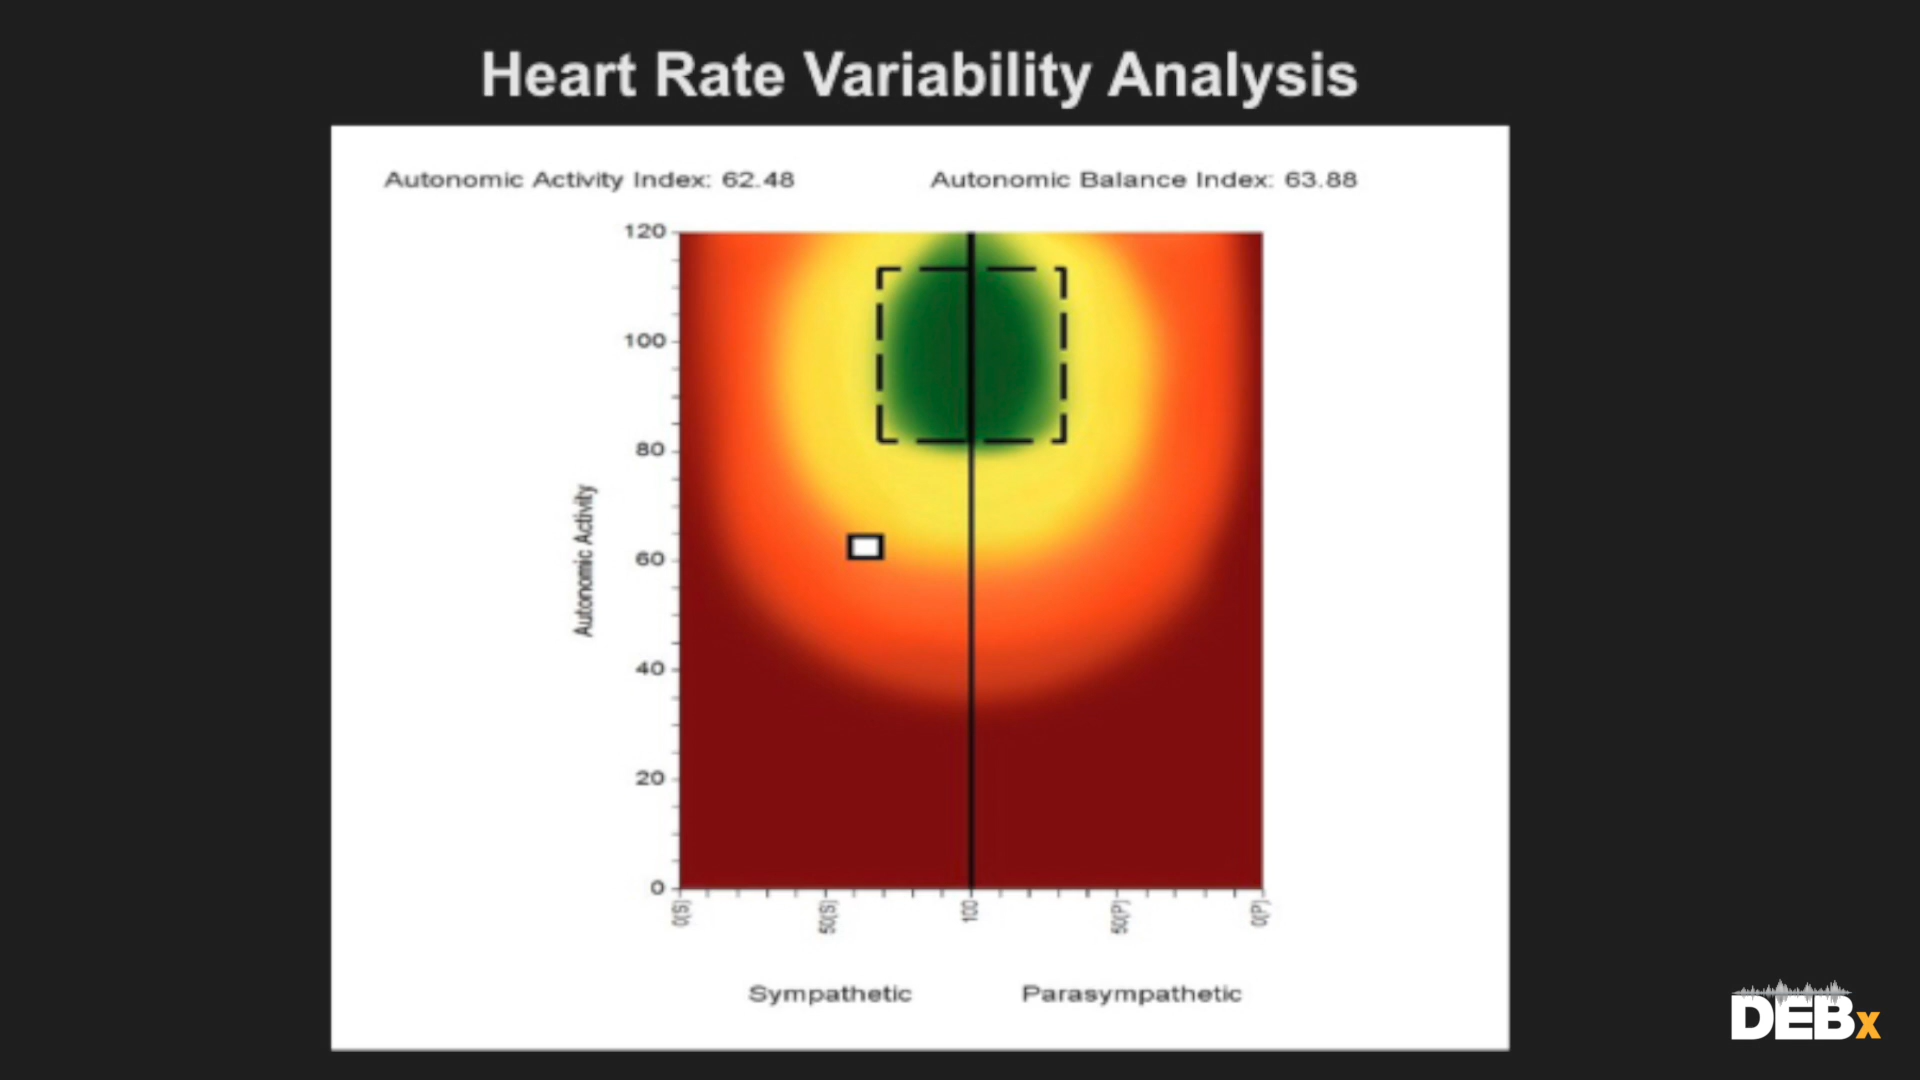 Heart Rate Variability Analysis
Autonomic Activity Index: 62.48
Autonomic Balance Index: 63.88
120
100
80
60
40
20
0
Autonomic Activity
0(S)
50(S)
100
50(P)
0(P)
Sympathetic
Parasympathetic
DEBx